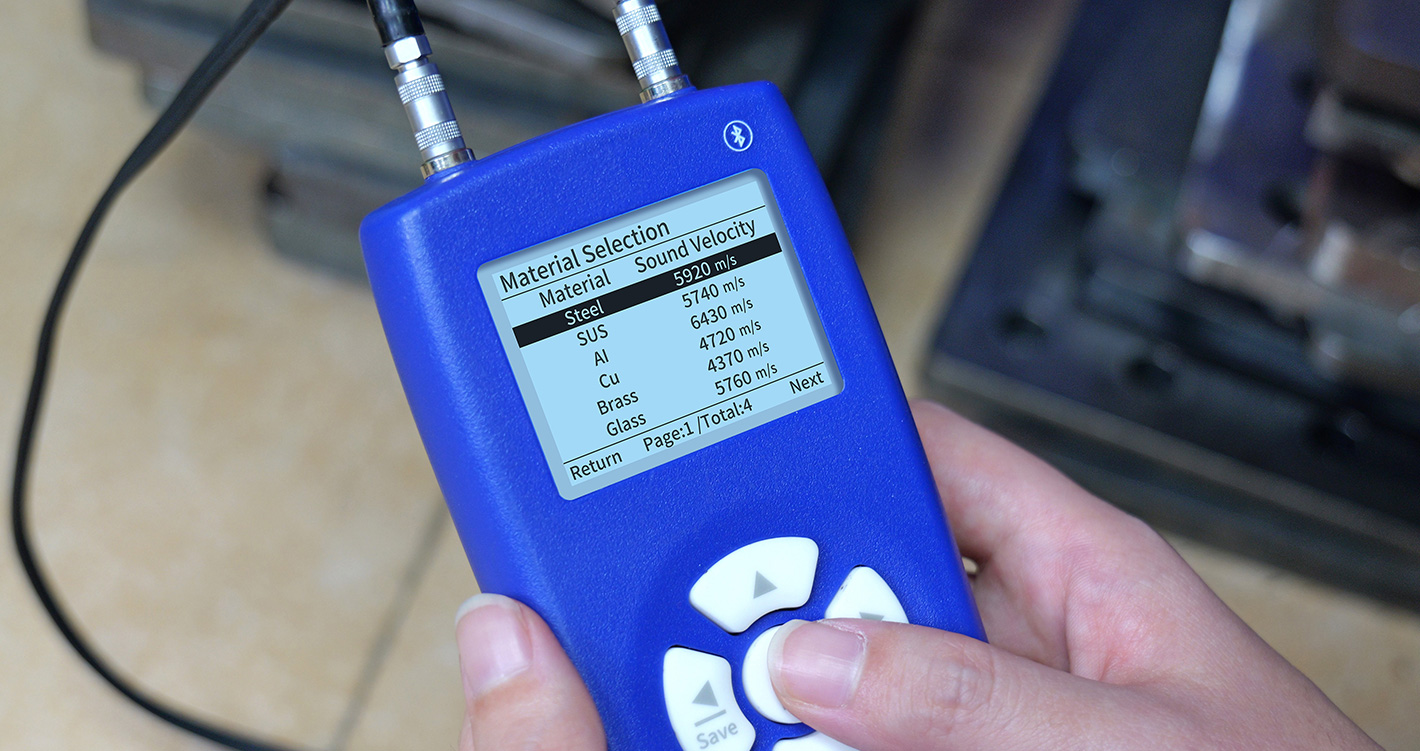 Material Selection
Material Sound Velocity
Steel 5920 m/s
SUS 5740 m/s
Al 6430 m/s
Cu 4720 m/s
Brass 4370 m/s
Glass 5760 m/s
Return Page:1 /Total:4 Next
Save